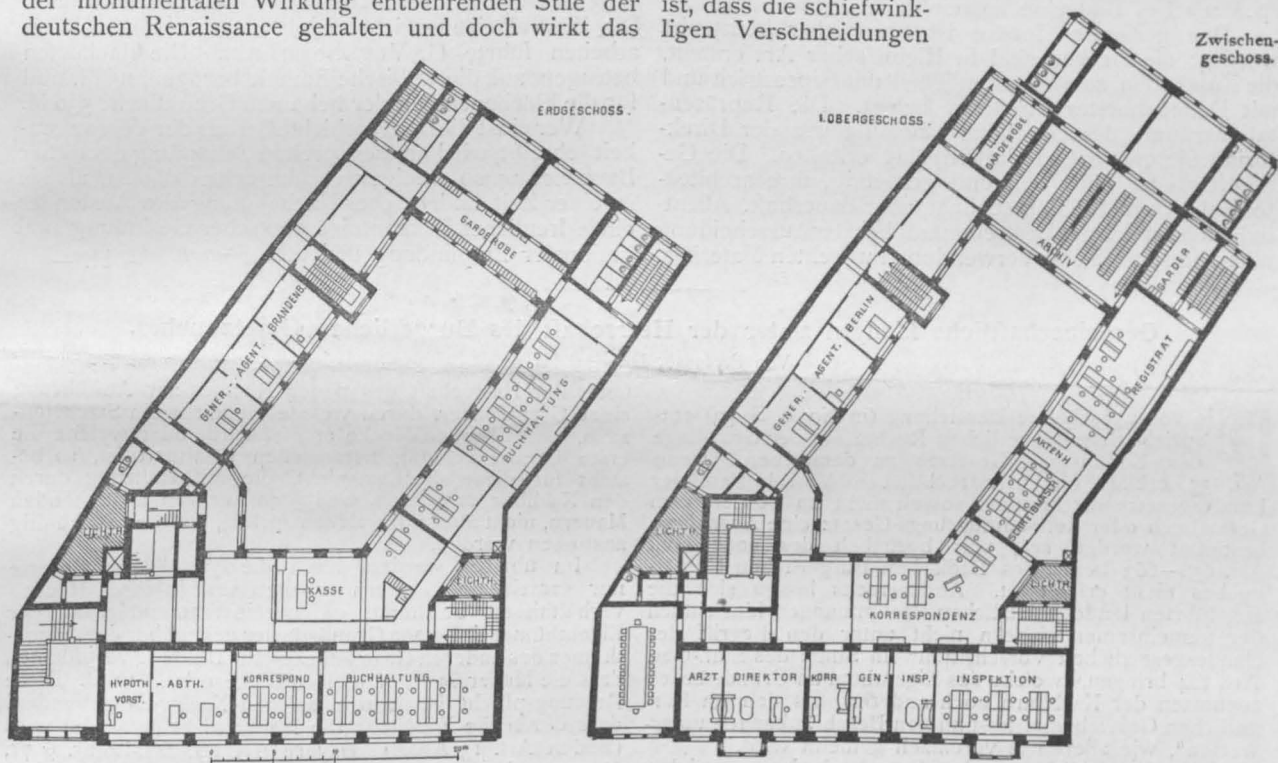 der monumentalen Wirkung entbehrenden Stile der
deutschen Renaissance gehalten und doch wirkt das
ist, dass die schiefwink-
ligen Verschneidungen
Zwischen-
geschoss.
ERDGESCHOSS.
GARDEROBE
GENER. AGENT. BRANDENB.
BUCHHALTUNG
LICHTH.
KASSE
LICHTH.
HYPOTH. - ABTH.
VORST.
KORRESPOND
BUCHHALTUNG
I.OBERGESCHOSS.
GARDEROBE
ARCHIV
GARDER
GENER. AGENT. BERLIN
REGISTRAT
AKTENH
LICHTH.
LICHTH.
KORRESPONDENZ
ARZT
DIREKTOR
KORR
GEN- INSP.
INSPEKTION